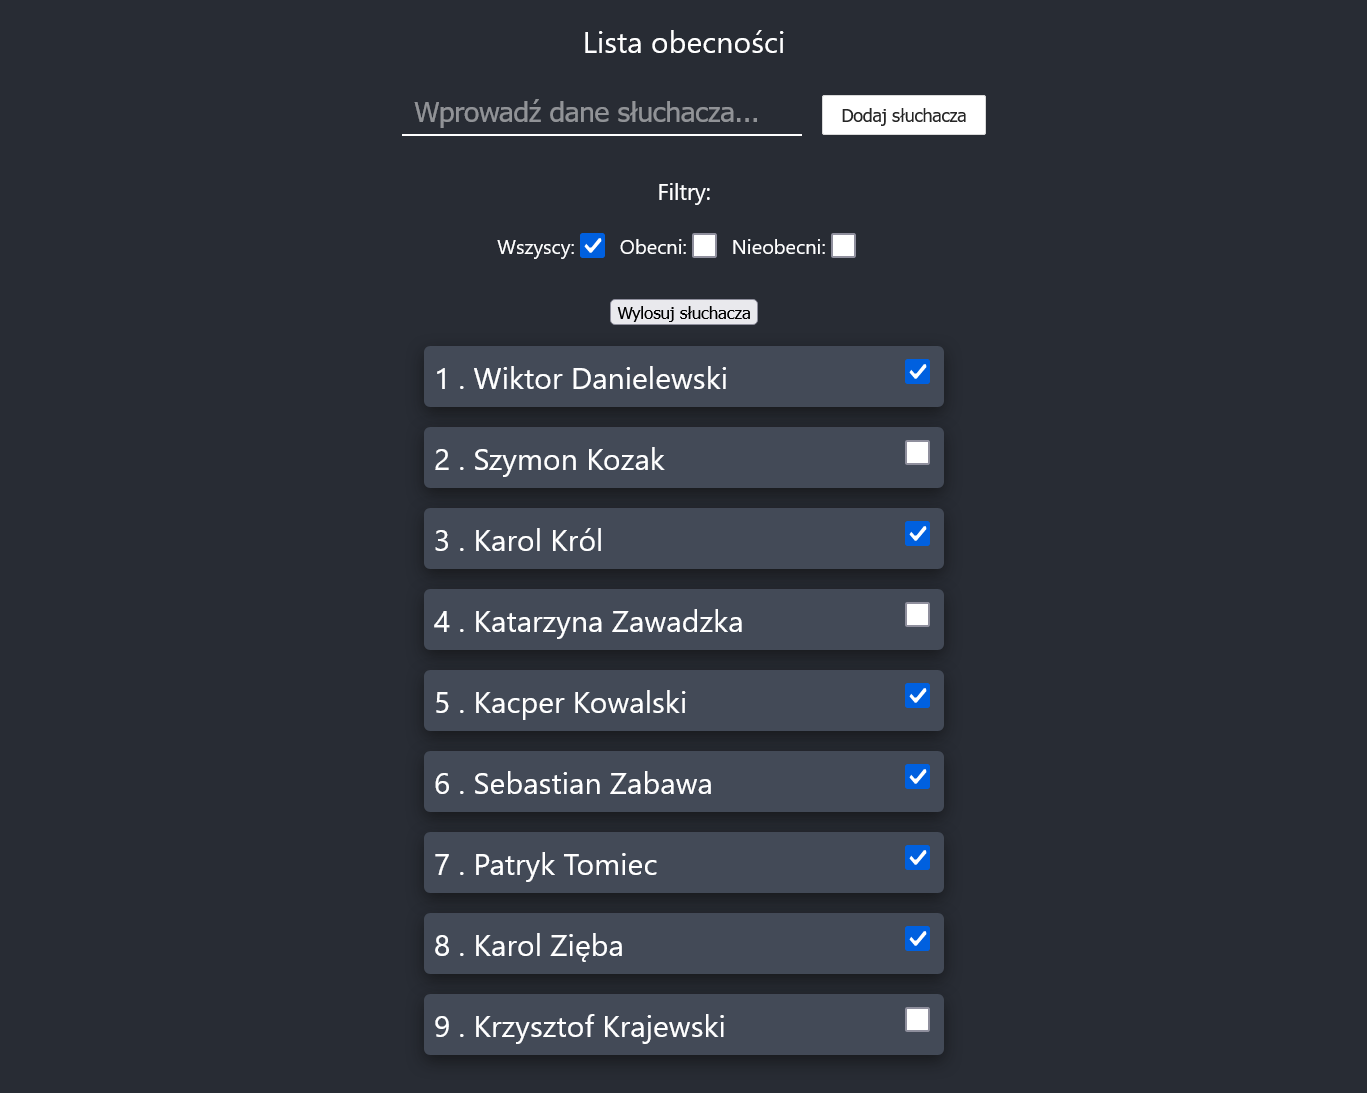 Lista obecności
Wprowadź dane słuchacza...
Dodaj słuchacza
Filtry:
Wszyscy: Obecni: Nieobecni:
Wylosuj słuchacza
1 . Wiktor Danielewski
2 . Szymon Kozak
3 . Karol Król
4 . Katarzyna Zawadzka
5 . Kacper Kowalski
6 . Sebastian Zabawa
7 . Patryk Tomiec
8 . Karol Zięba
9 . Krzysztof Krajewski